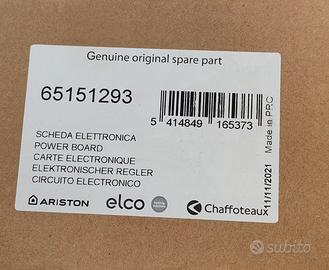 Genuine original spare part
65151293
5 414849 165373
Made in PRC
11/11/2021
SCHEDA ELETTRONICA
POWER BOARD
CARTE ELECTRONIQUE
ELEKTRONISCHER REGLER
CIRCUITO ELECTRONICO
ARISTON elco Chaffoteaux
subito